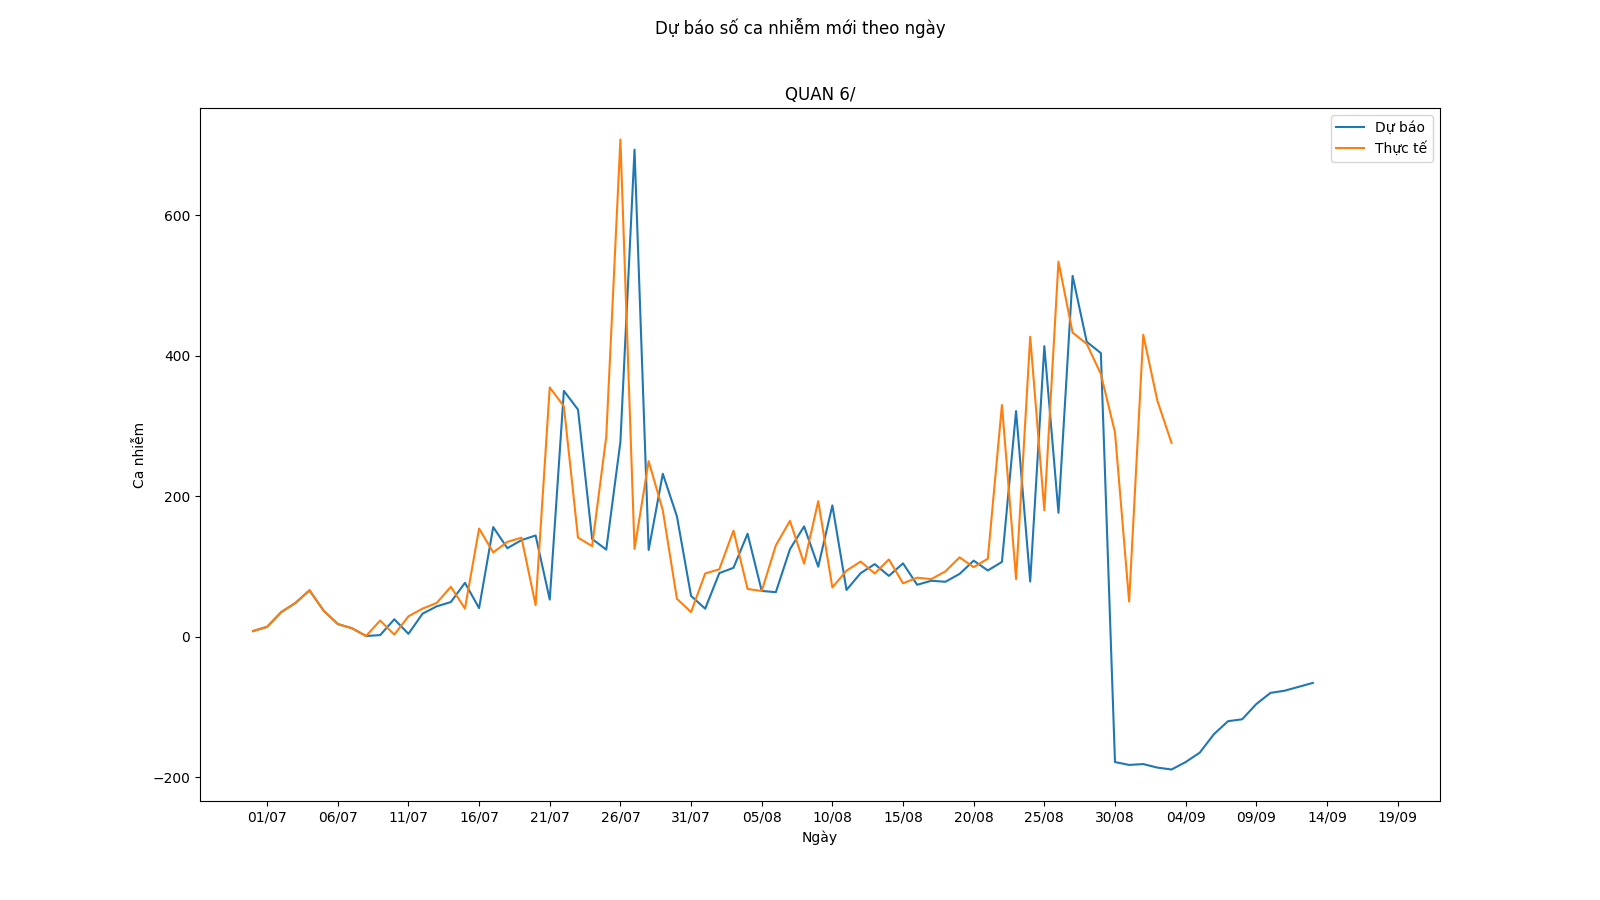 Dự báo số ca nhiễm mới theo ngày
QUAN 6/
Dự báo
Thực tế
600
400
200
0
−200
Ca nhiễm
01/07 06/07 11/07 16/07 21/07 26/07 31/07 05/08 10/08 15/08 20/08 25/08 30/08 04/09 09/09 14/09 19/09
Ngày